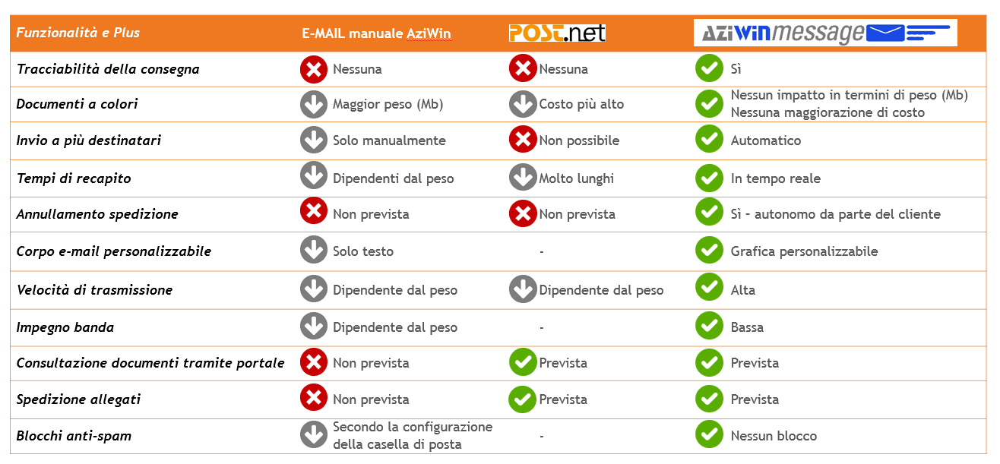 Funzionalità e Plus E-MAIL manuale AziWin POST.net AZIWINmessage
Tracciabilità della consegna Nessuna Nessuna Sì
Documenti a colori Maggior peso (Mb) Costo più alto Nessun impatto in termini di peso (Mb)
Nessuna maggiorazione di costo
Invio a più destinatari Solo manualmente Non possibile Automatico
Tempi di recapito Dipendenti dal peso Molto lunghi In tempo reale
Annullamento spedizione Non prevista Non prevista Sì – autonomo da parte del cliente
Corpo e-mail personalizzabile Solo testo - Grafica personalizzabile
Velocità di trasmissione Dipendente dal peso Dipendente dal peso Alta
Impegno banda Dipendente dal peso - Bassa
Consultazione documenti tramite portale Non prevista Prevista Prevista
Spedizione allegati Non prevista Prevista Prevista
Blocchi anti-spam Secondo la configurazione - Nessun blocco
della casella di posta